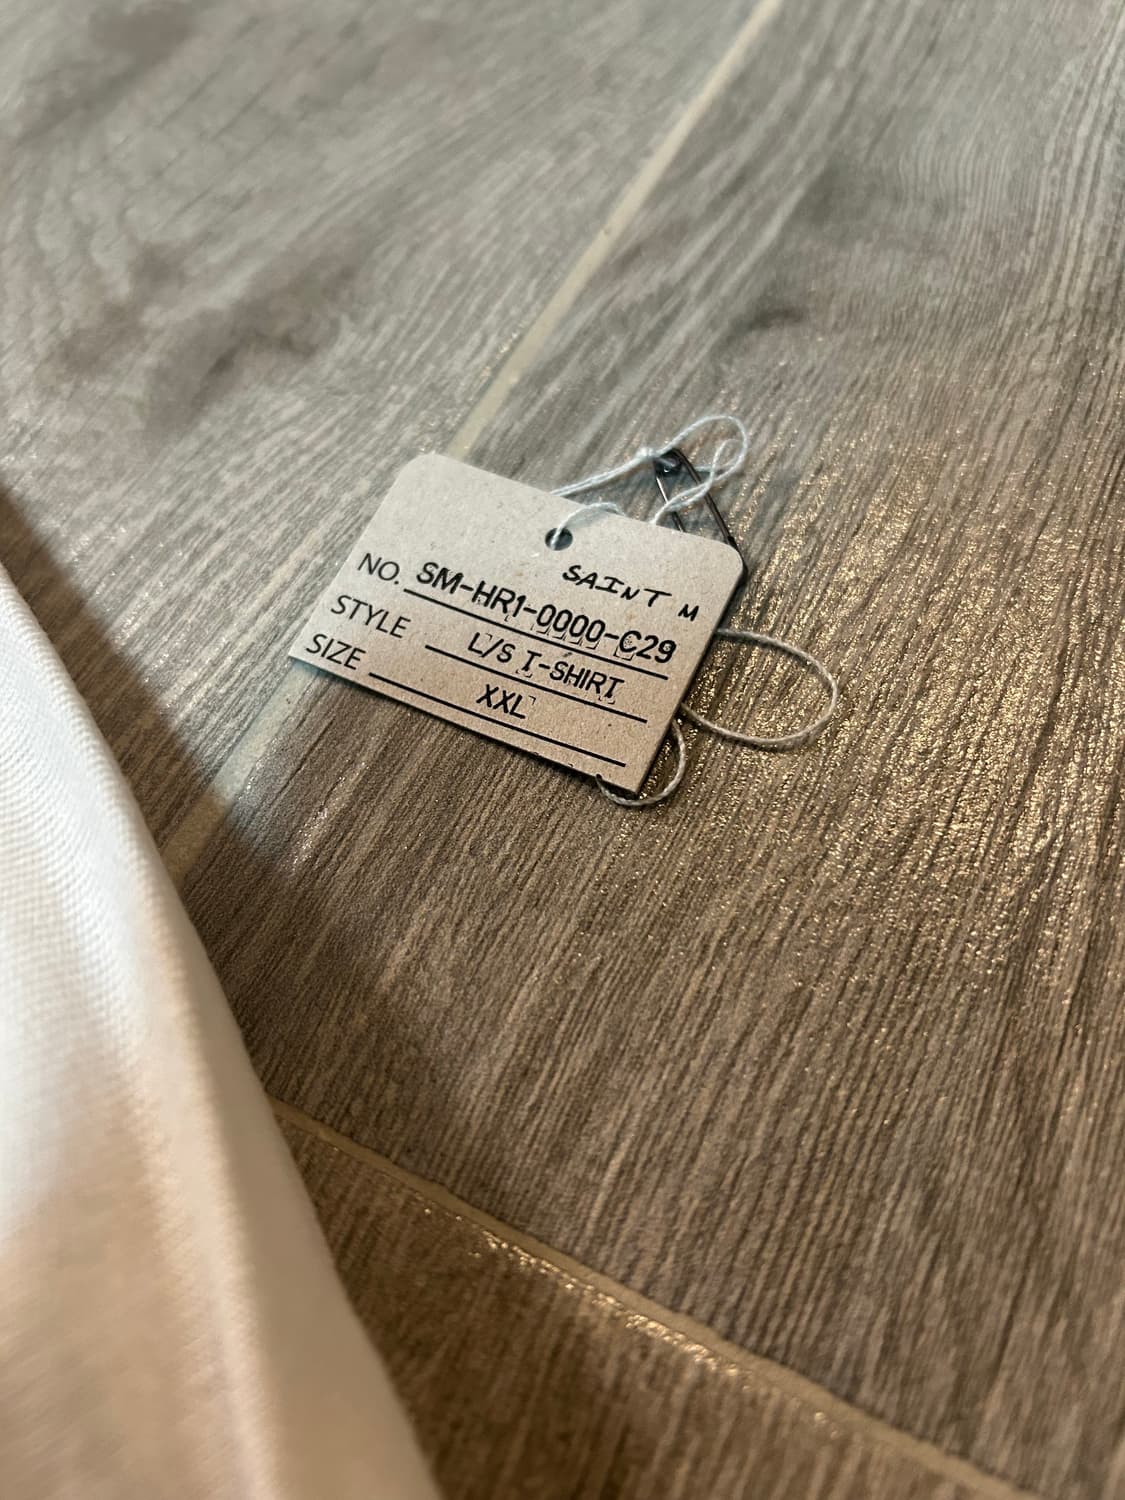 SAINT M
NO. SM-HR1-0000-C29
STYLE L/S T-SHIRT
SIZE XXL